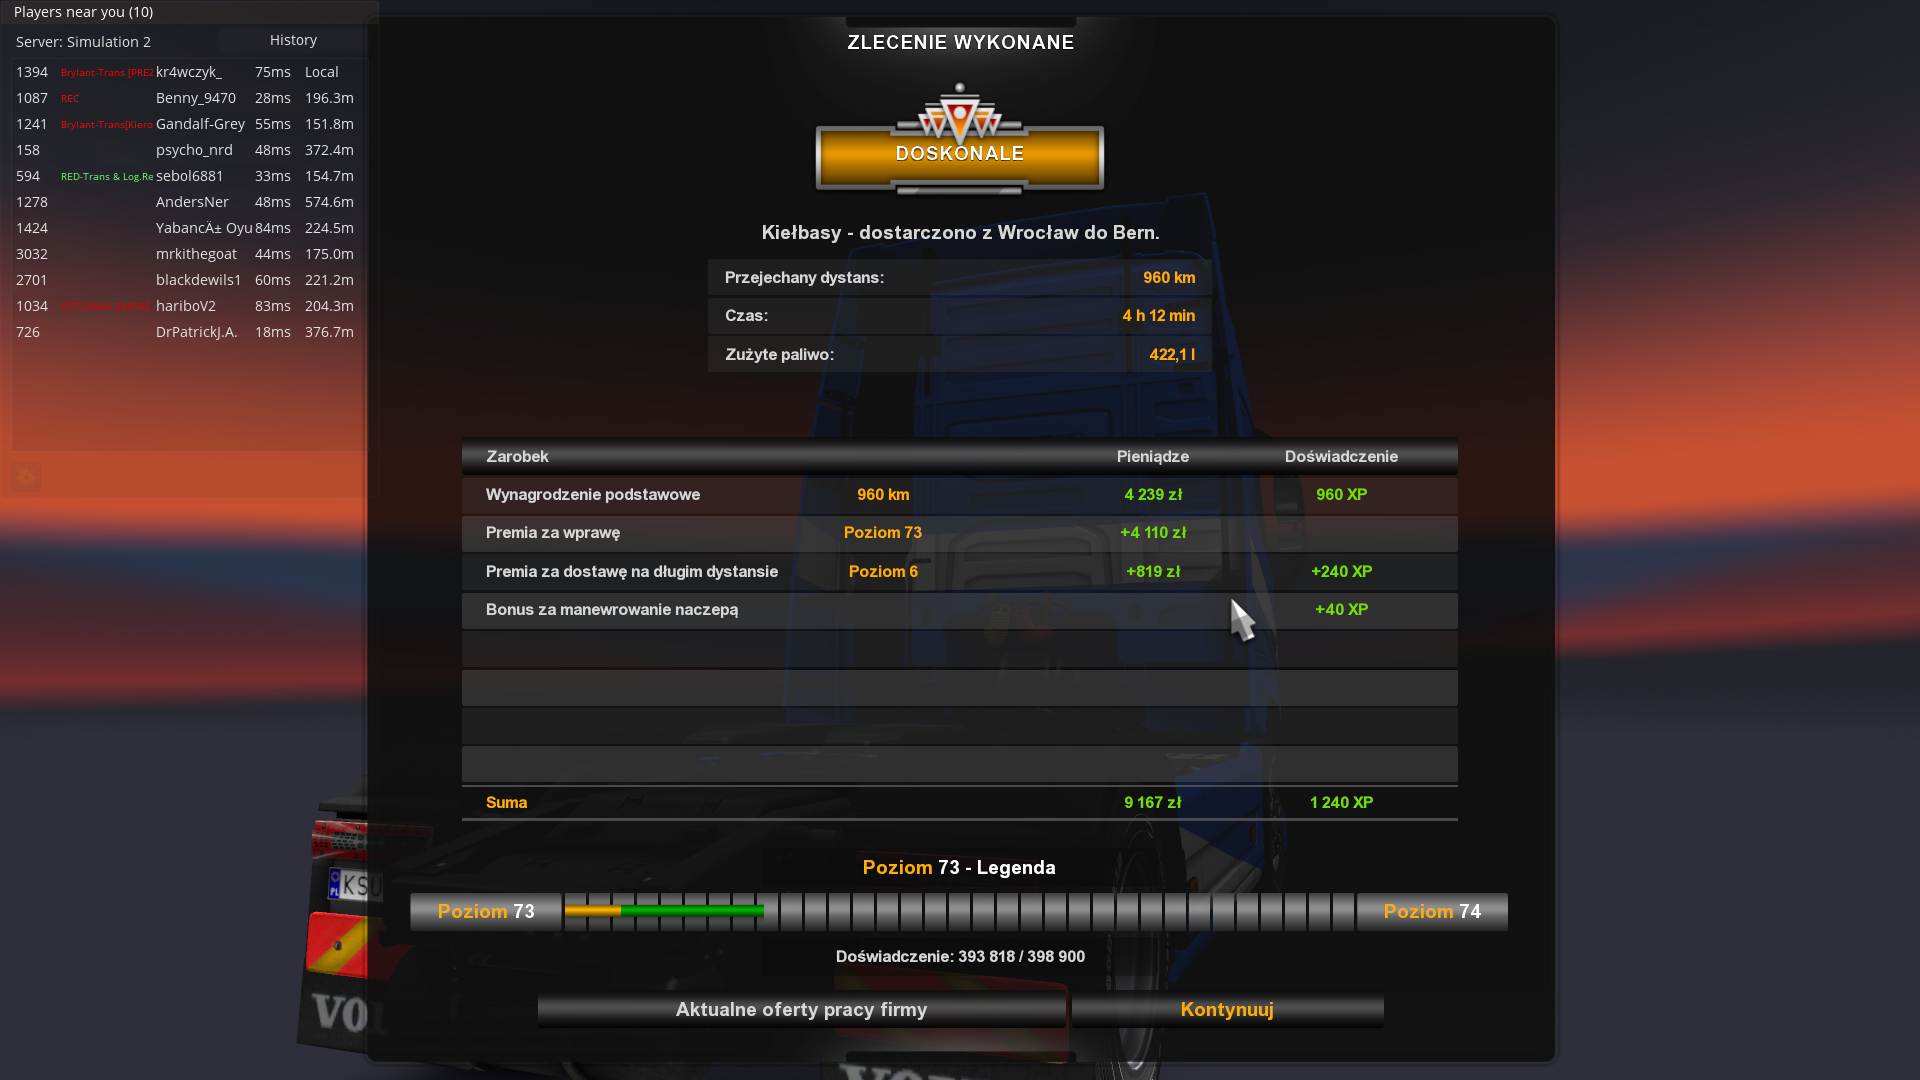 Players near you (10)
Server: Simulation 2
History
1394 Brylant-Trans [PRE2 kr4wczyk_ 75ms Local
1087 REC Benny_9470 28ms 196.3m
1241 Brylant-Trans[Kiero Gandalf-Grey 55ms 151.8m
158 psycho_nrd 48ms 372.4m
594 RED-Trans & Log.Re sebol6881 33ms 154.7m
1278 AndersNer 48ms 574.6m
1424 YabancÄ± Oyu 84ms 224.5m
3032 mrkithegoat 44ms 175.0m
2701 blackdewils1 60ms 221.2m
1034 hariboV2 83ms 204.3m
726 DrPatrickJ.A. 18ms 376.7m
ZLECENIE WYKONANE
DOSKONALE
Kiełbasy - dostarczono z Wrocław do Bern.
Przejechany dystans: 960 km
Czas: 4 h 12 min
Zużyte paliwo: 422,1 l
Zarobek Pieniądze Doświadczenie
Wynagrodzenie podstawowe 960 km 4 239 zł 960 XP
Premia za wprawę Poziom 73 +4 110 zł
Premia za dostawę na długim dystansie Poziom 6 +819 zł +240 XP
Bonus za manewrowanie naczepą +40 XP
Suma 9 167 zł 1 240 XP
Poziom 73 - Legenda
Poziom 73
Poziom 74
Doświadczenie: 393 818 / 398 900
Aktualne oferty pracy firmy
Kontynuuj
PL KSU
VOL
VOL